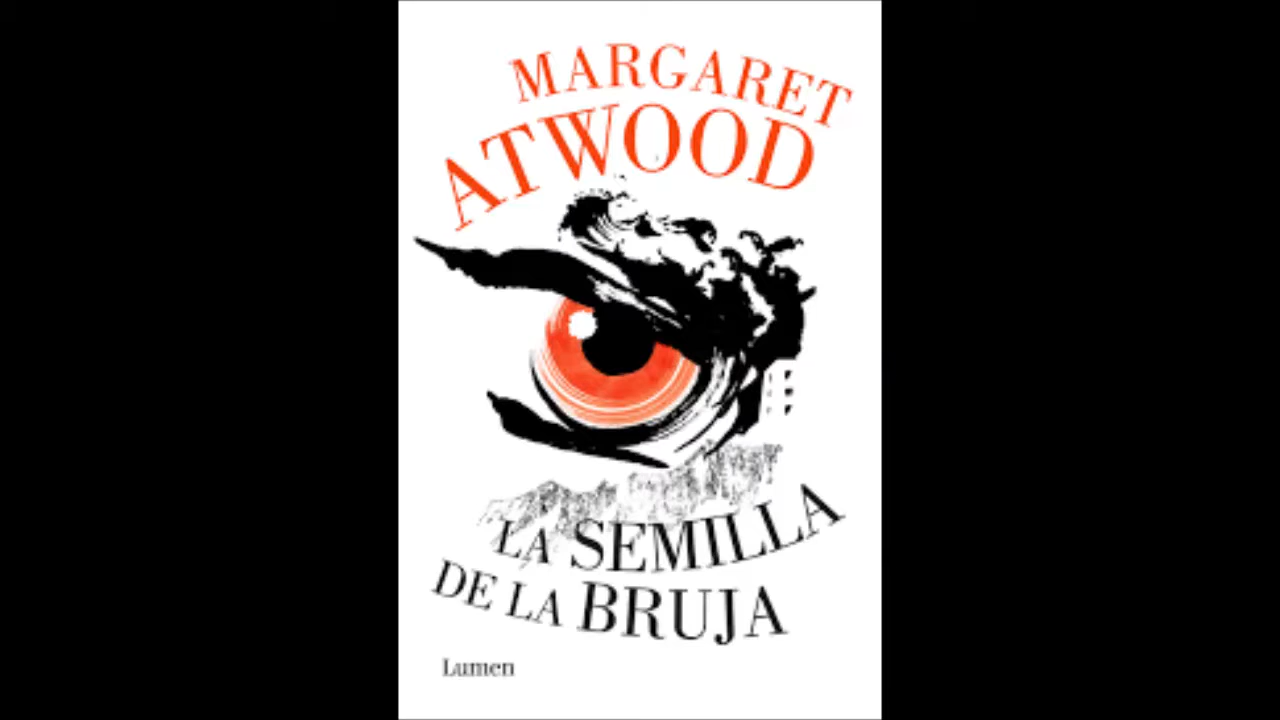 MARGARET
ATWOOD
LA SEMILLA
DE LA BRUJA
Lumen